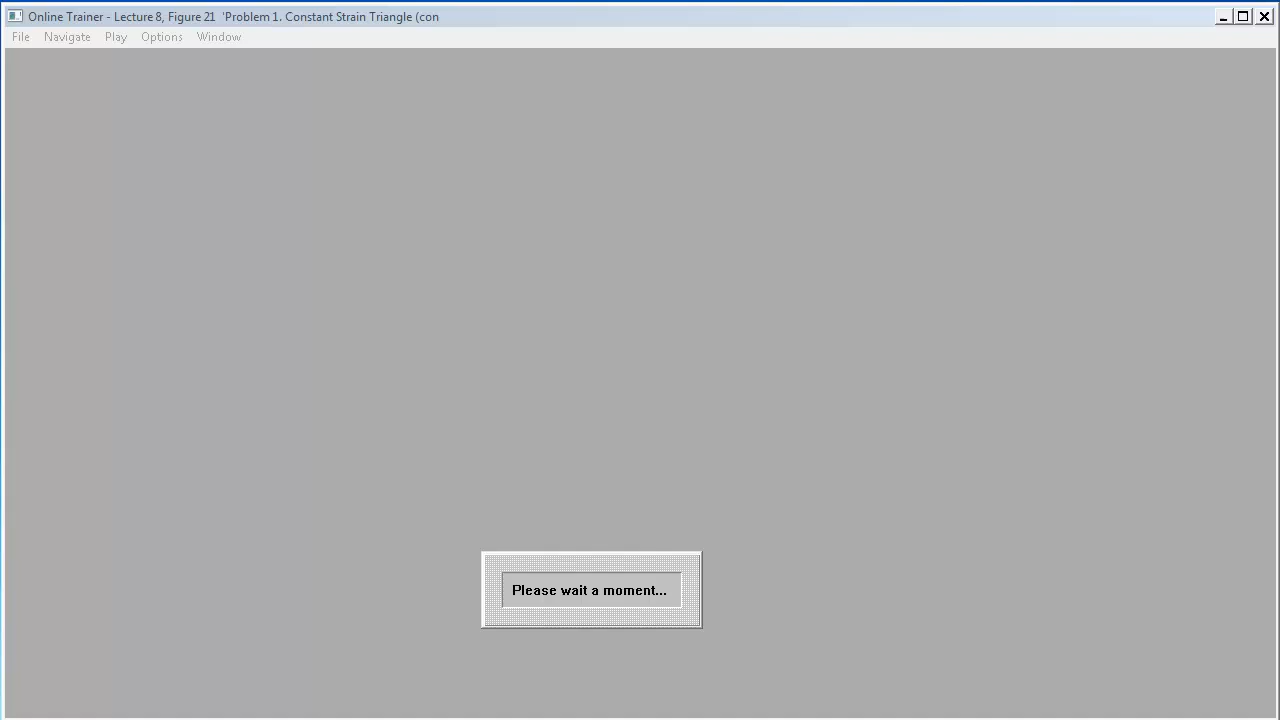 Online Trainer - Lecture 8, Figure 21 'Problem 1. Constant Strain Triangle (con
File Navigate Play Options Window
Please wait a moment...